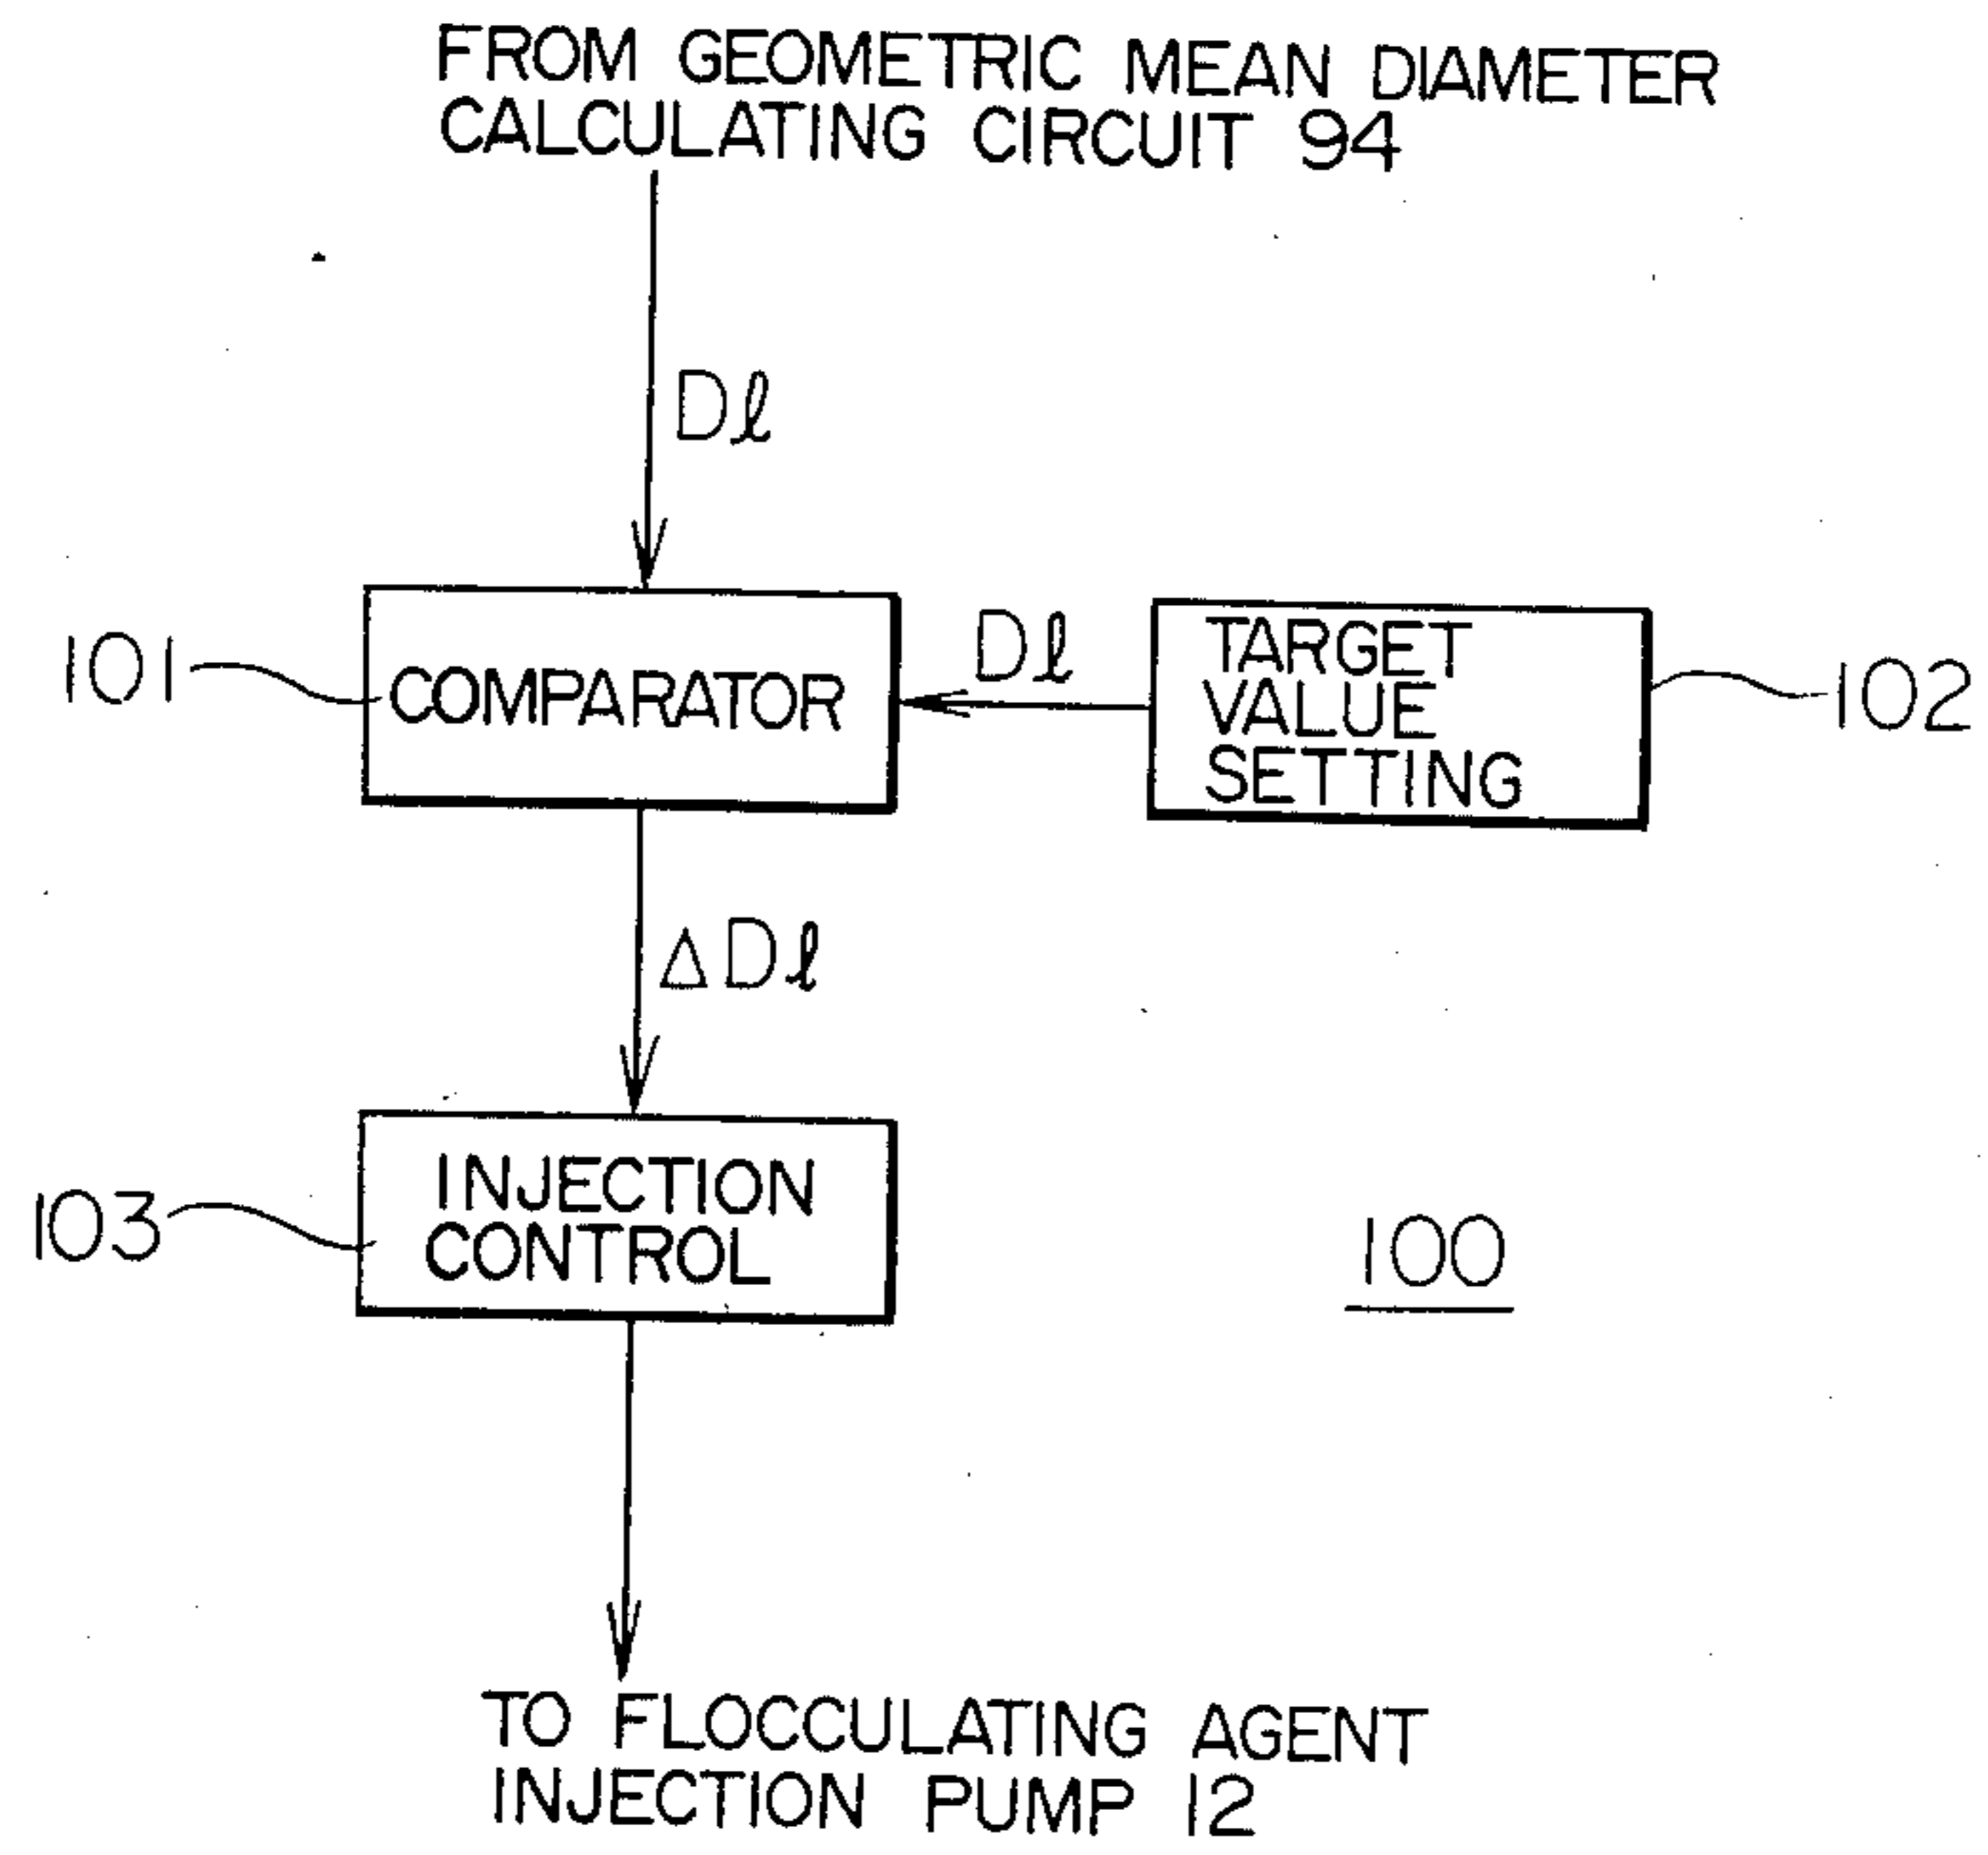 FROM GEOMETRIC MEAN DIAMETER
CALCULATING CIRCUIT 94
Dℓ
101
COMPARATOR
Dℓ
TARGET
VALUE
SETTING
102
ΔDℓ
103
INJECTION
CONTROL
100
TO FLOCCULATING AGENT
INJECTION PUMP 12